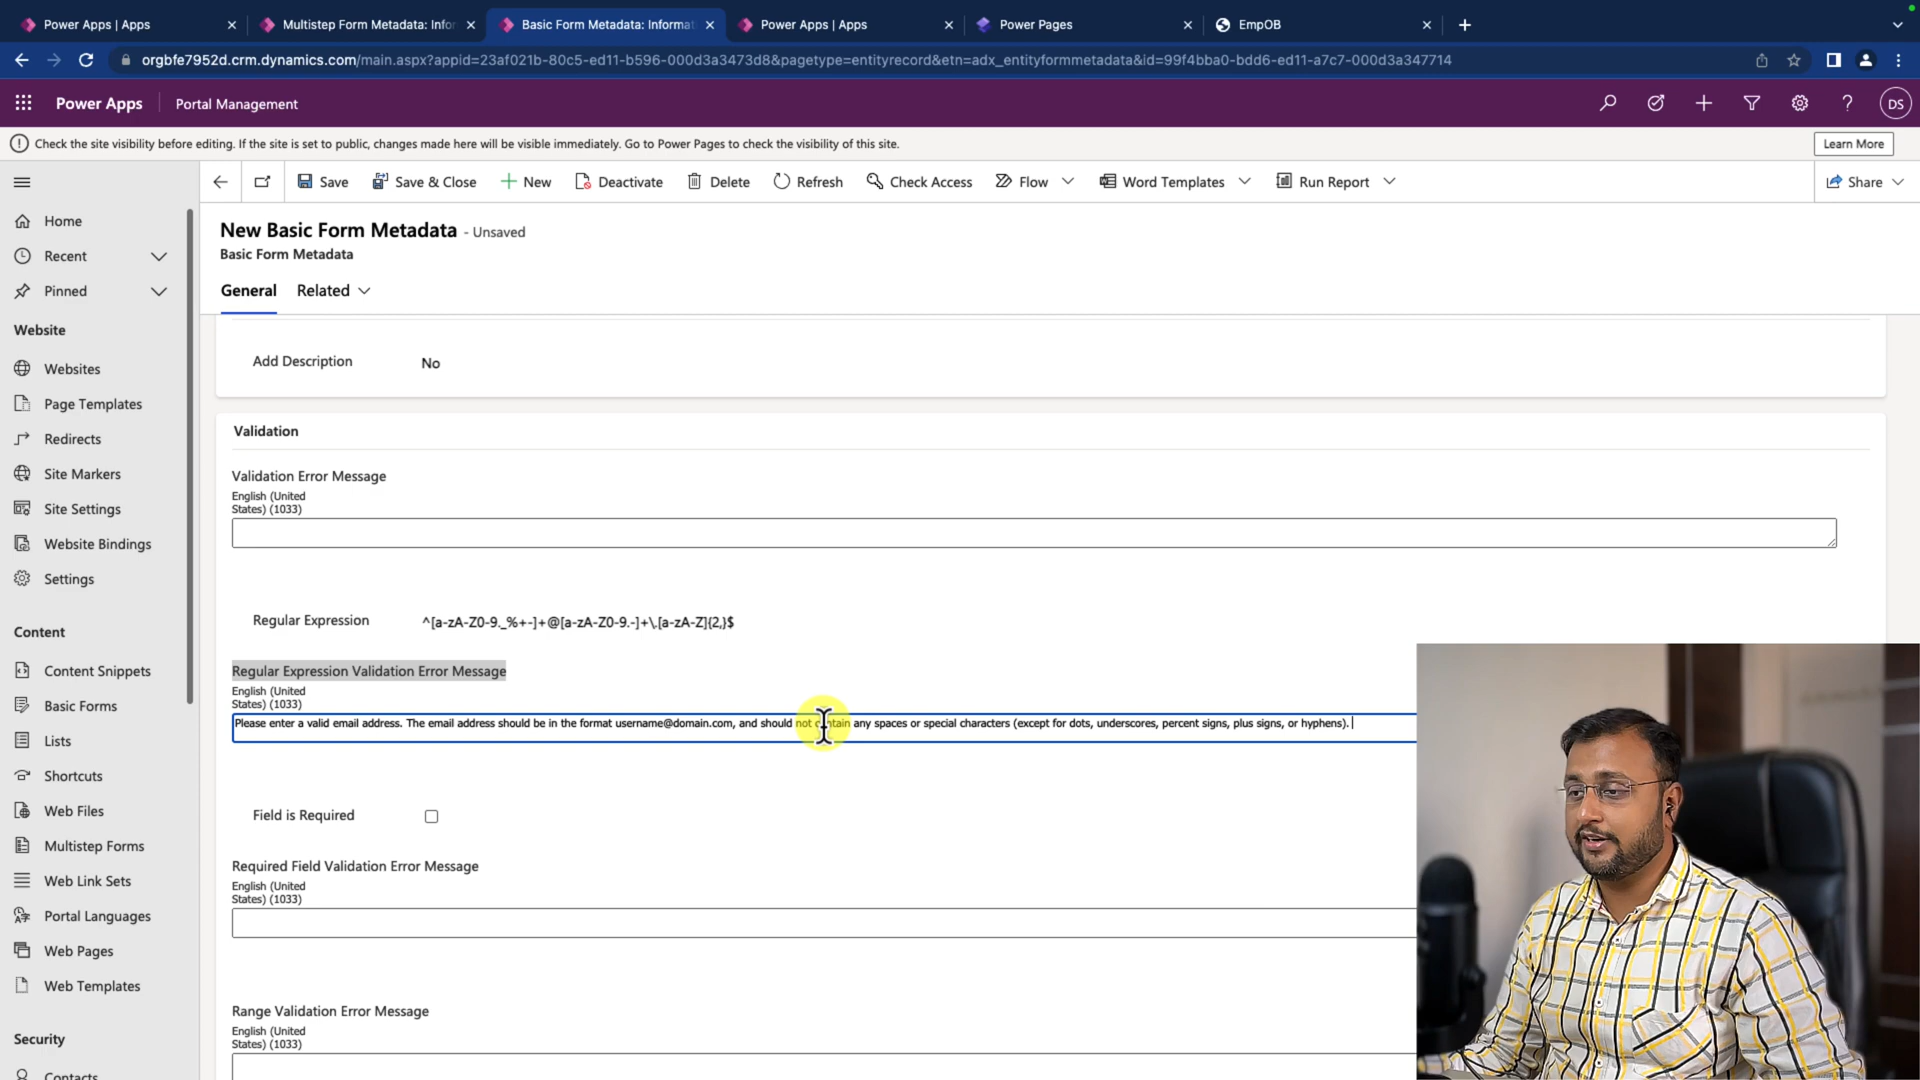 Power Apps | Apps
Multistep Form Metadata: Infor
Basic Form Metadata: Informat
Power Apps | Apps
Power Pages
EmpOB
orgbfe7952d.crm.dynamics.com/main.aspx?appid=23af021b-80c5-ed11-b596-000d3a3473d8&pagetype=entityrecord&etn=adx_entityformmetadata&id=99f4bba0-bdd6-ed11-a7c7-000d3a347714
Power Apps
Portal Management
DS
Check the site visibility before editing. If the site is set to public, changes made here will be visible immediately. Go to Power Pages to check the visibility of this site.
Learn More
Save
Save & Close
New
Deactivate
Delete
Refresh
Check Access
Flow
Word Templates
Run Report
Share
Home
Recent
Pinned
Website
Websites
Page Templates
Redirects
Site Markers
Site Settings
Website Bindings
Settings
Content
Content Snippets
Basic Forms
Lists
Shortcuts
Web Files
Multistep Forms
Web Link Sets
Portal Languages
Web Pages
Web Templates
Security
Contacts
New Basic Form Metadata - Unsaved
Basic Form Metadata
General
Related
Add Description
No
Validation
Validation Error Message
English (United
States) (1033)
Regular Expression
^[a-zA-Z0-9._%+-]+@[a-zA-Z0-9.-]+\.[a-zA-Z]{2,}$
Regular Expression Validation Error Message
English (United
States) (1033)
Please enter a valid email address. The email address should be in the format username@domain.com, and should not contain any spaces or special characters (except for dots, underscores, percent signs, plus signs, or hyphens).
Field is Required
Required Field Validation Error Message
English (United
States) (1033)
Range Validation Error Message
English (United
States) (1033)